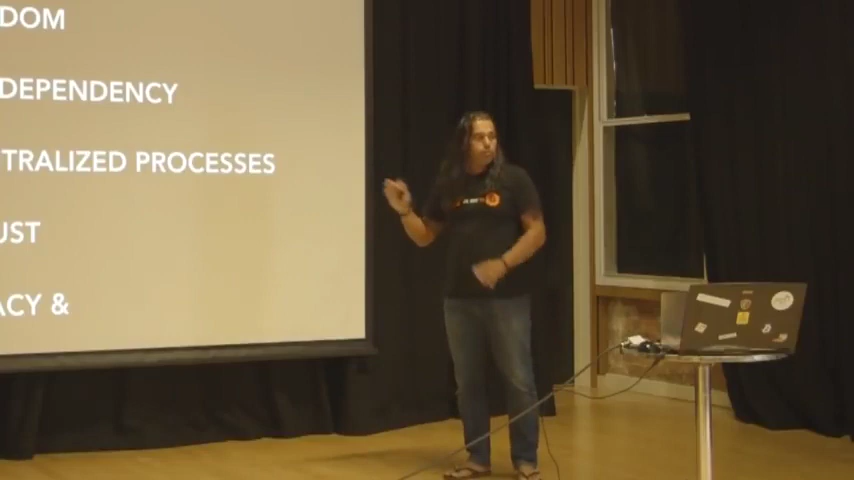 DOM
DEPENDENCY
TRALIZED PROCESSES
UST
ACY &